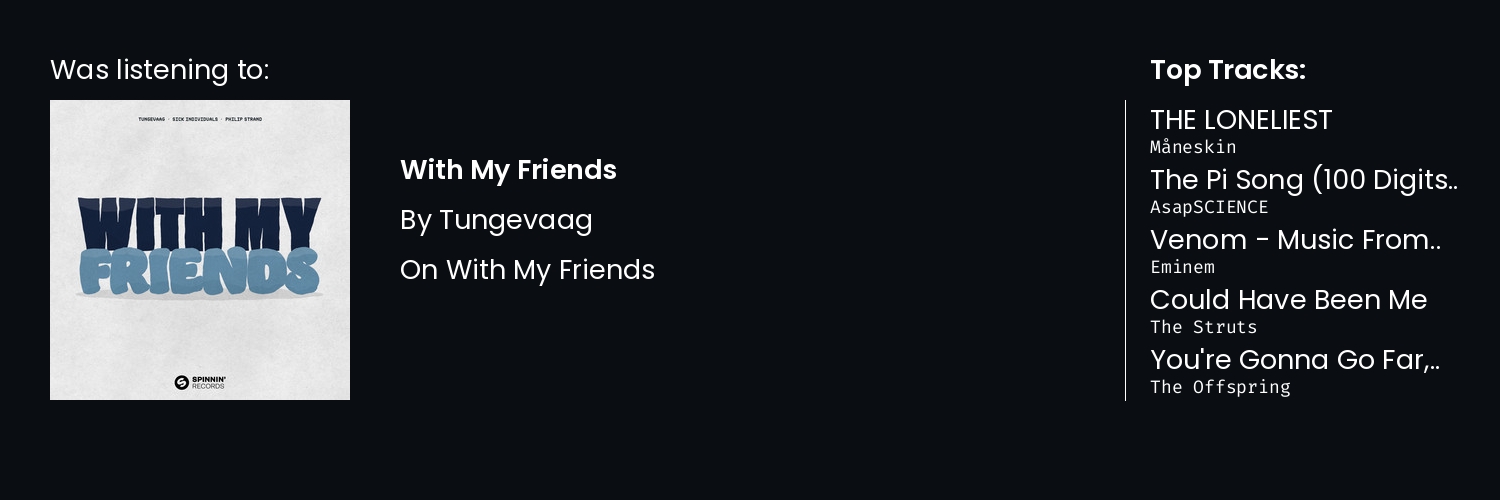 Was listening to:
TUNGEVAAG · SICK INDIVIDUALS · PHILIP STRAND
WITH MY
FRIENDS
SPINNIN'
RECORDS
With My Friends
By Tungevaag
On With My Friends
Top Tracks:
THE LONELIEST
Måneskin
The Pi Song (100 Digits..
AsapSCIENCE
Venom - Music From..
Eminem
Could Have Been Me
The Struts
You're Gonna Go Far,..
The Offspring